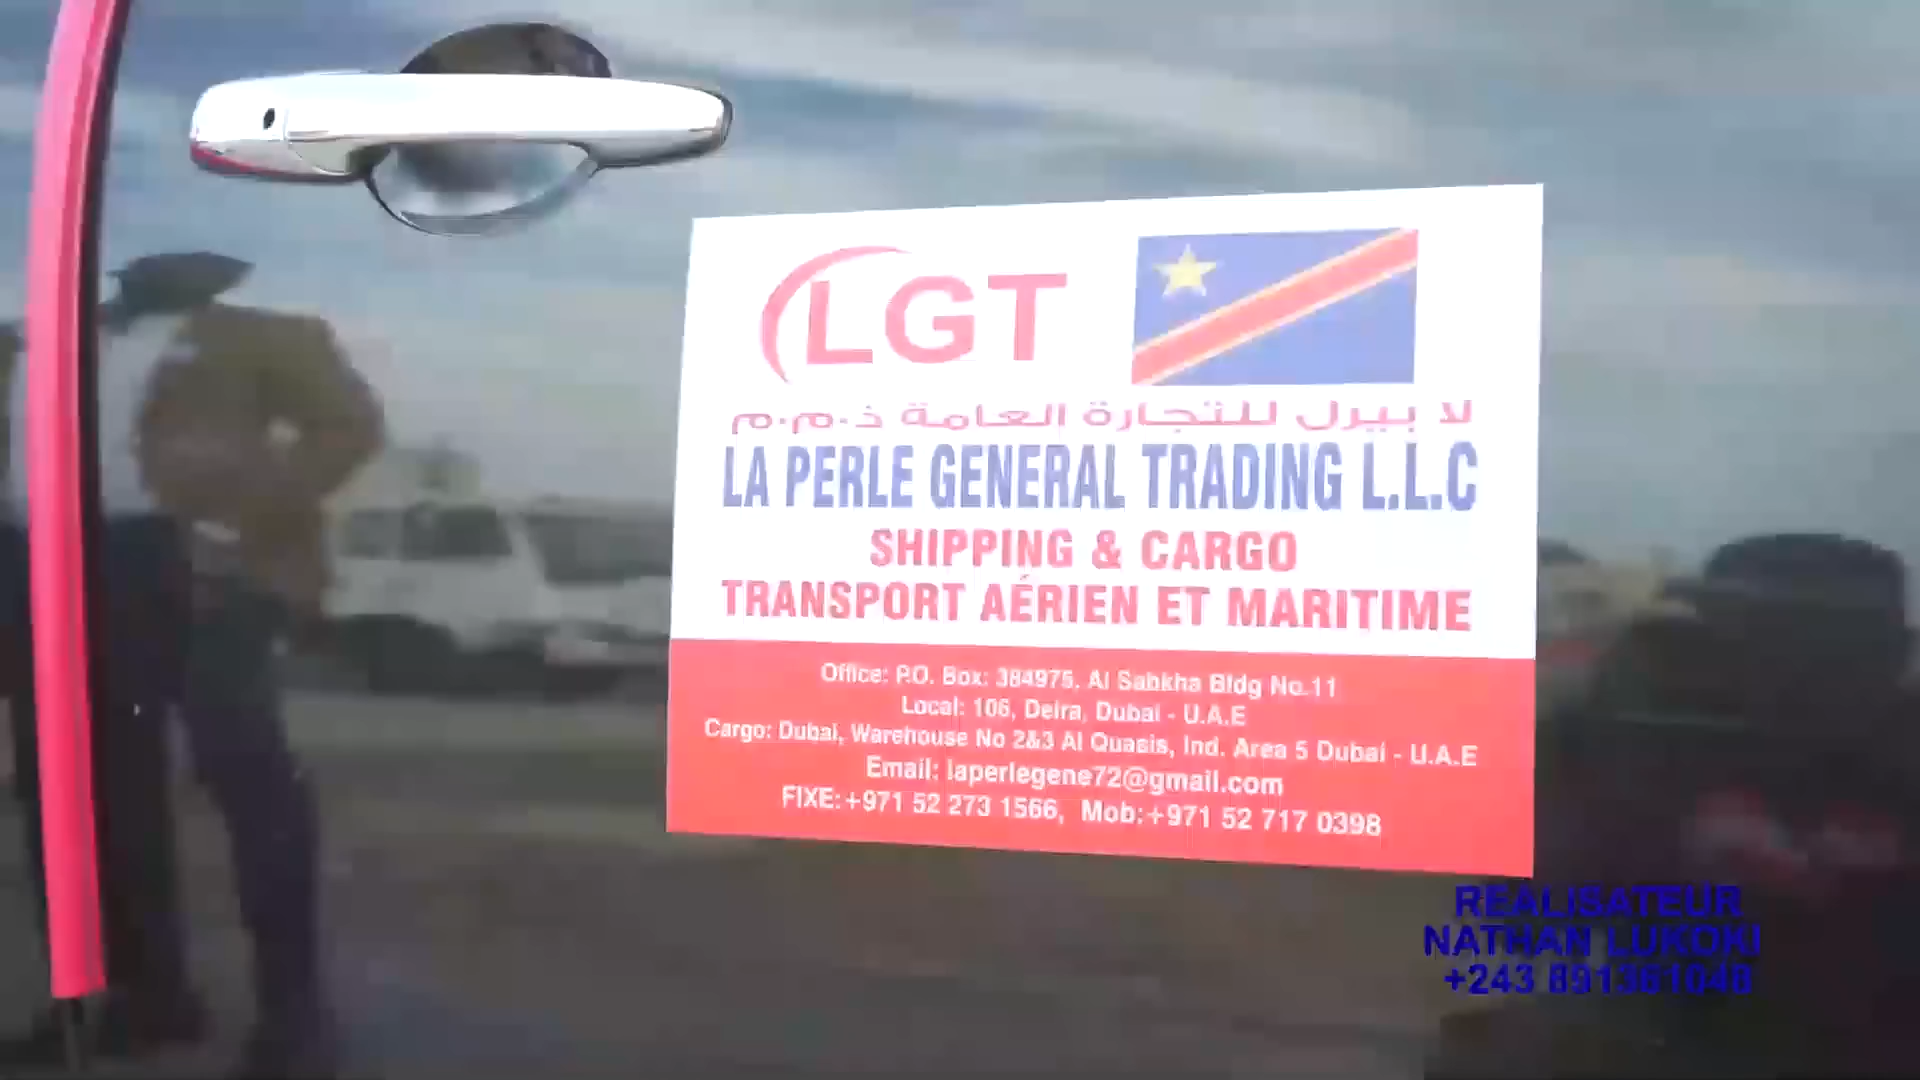 LGT
لا بيرل للتجارة العامة ذ.م.م
LA PERLE GENERAL TRADING L.L.C
SHIPPING & CARGO
TRANSPORT AÉRIEN ET MARITIME
Office: P.O. Box: 384975, Al Sabkha Bldg No.11
Local: 106, Deira, Dubai - U.A.E
Cargo: Dubai, Warehouse No 2&3 Al Quasis, Ind. Area 5 Dubai - U.A.E
Email: laperlegene72@gmail.com
FIXE: +971 52 273 1566, Mob: +971 52 717 0398
REALISATEUR
NATHAN LUKOKI
+243 891361048